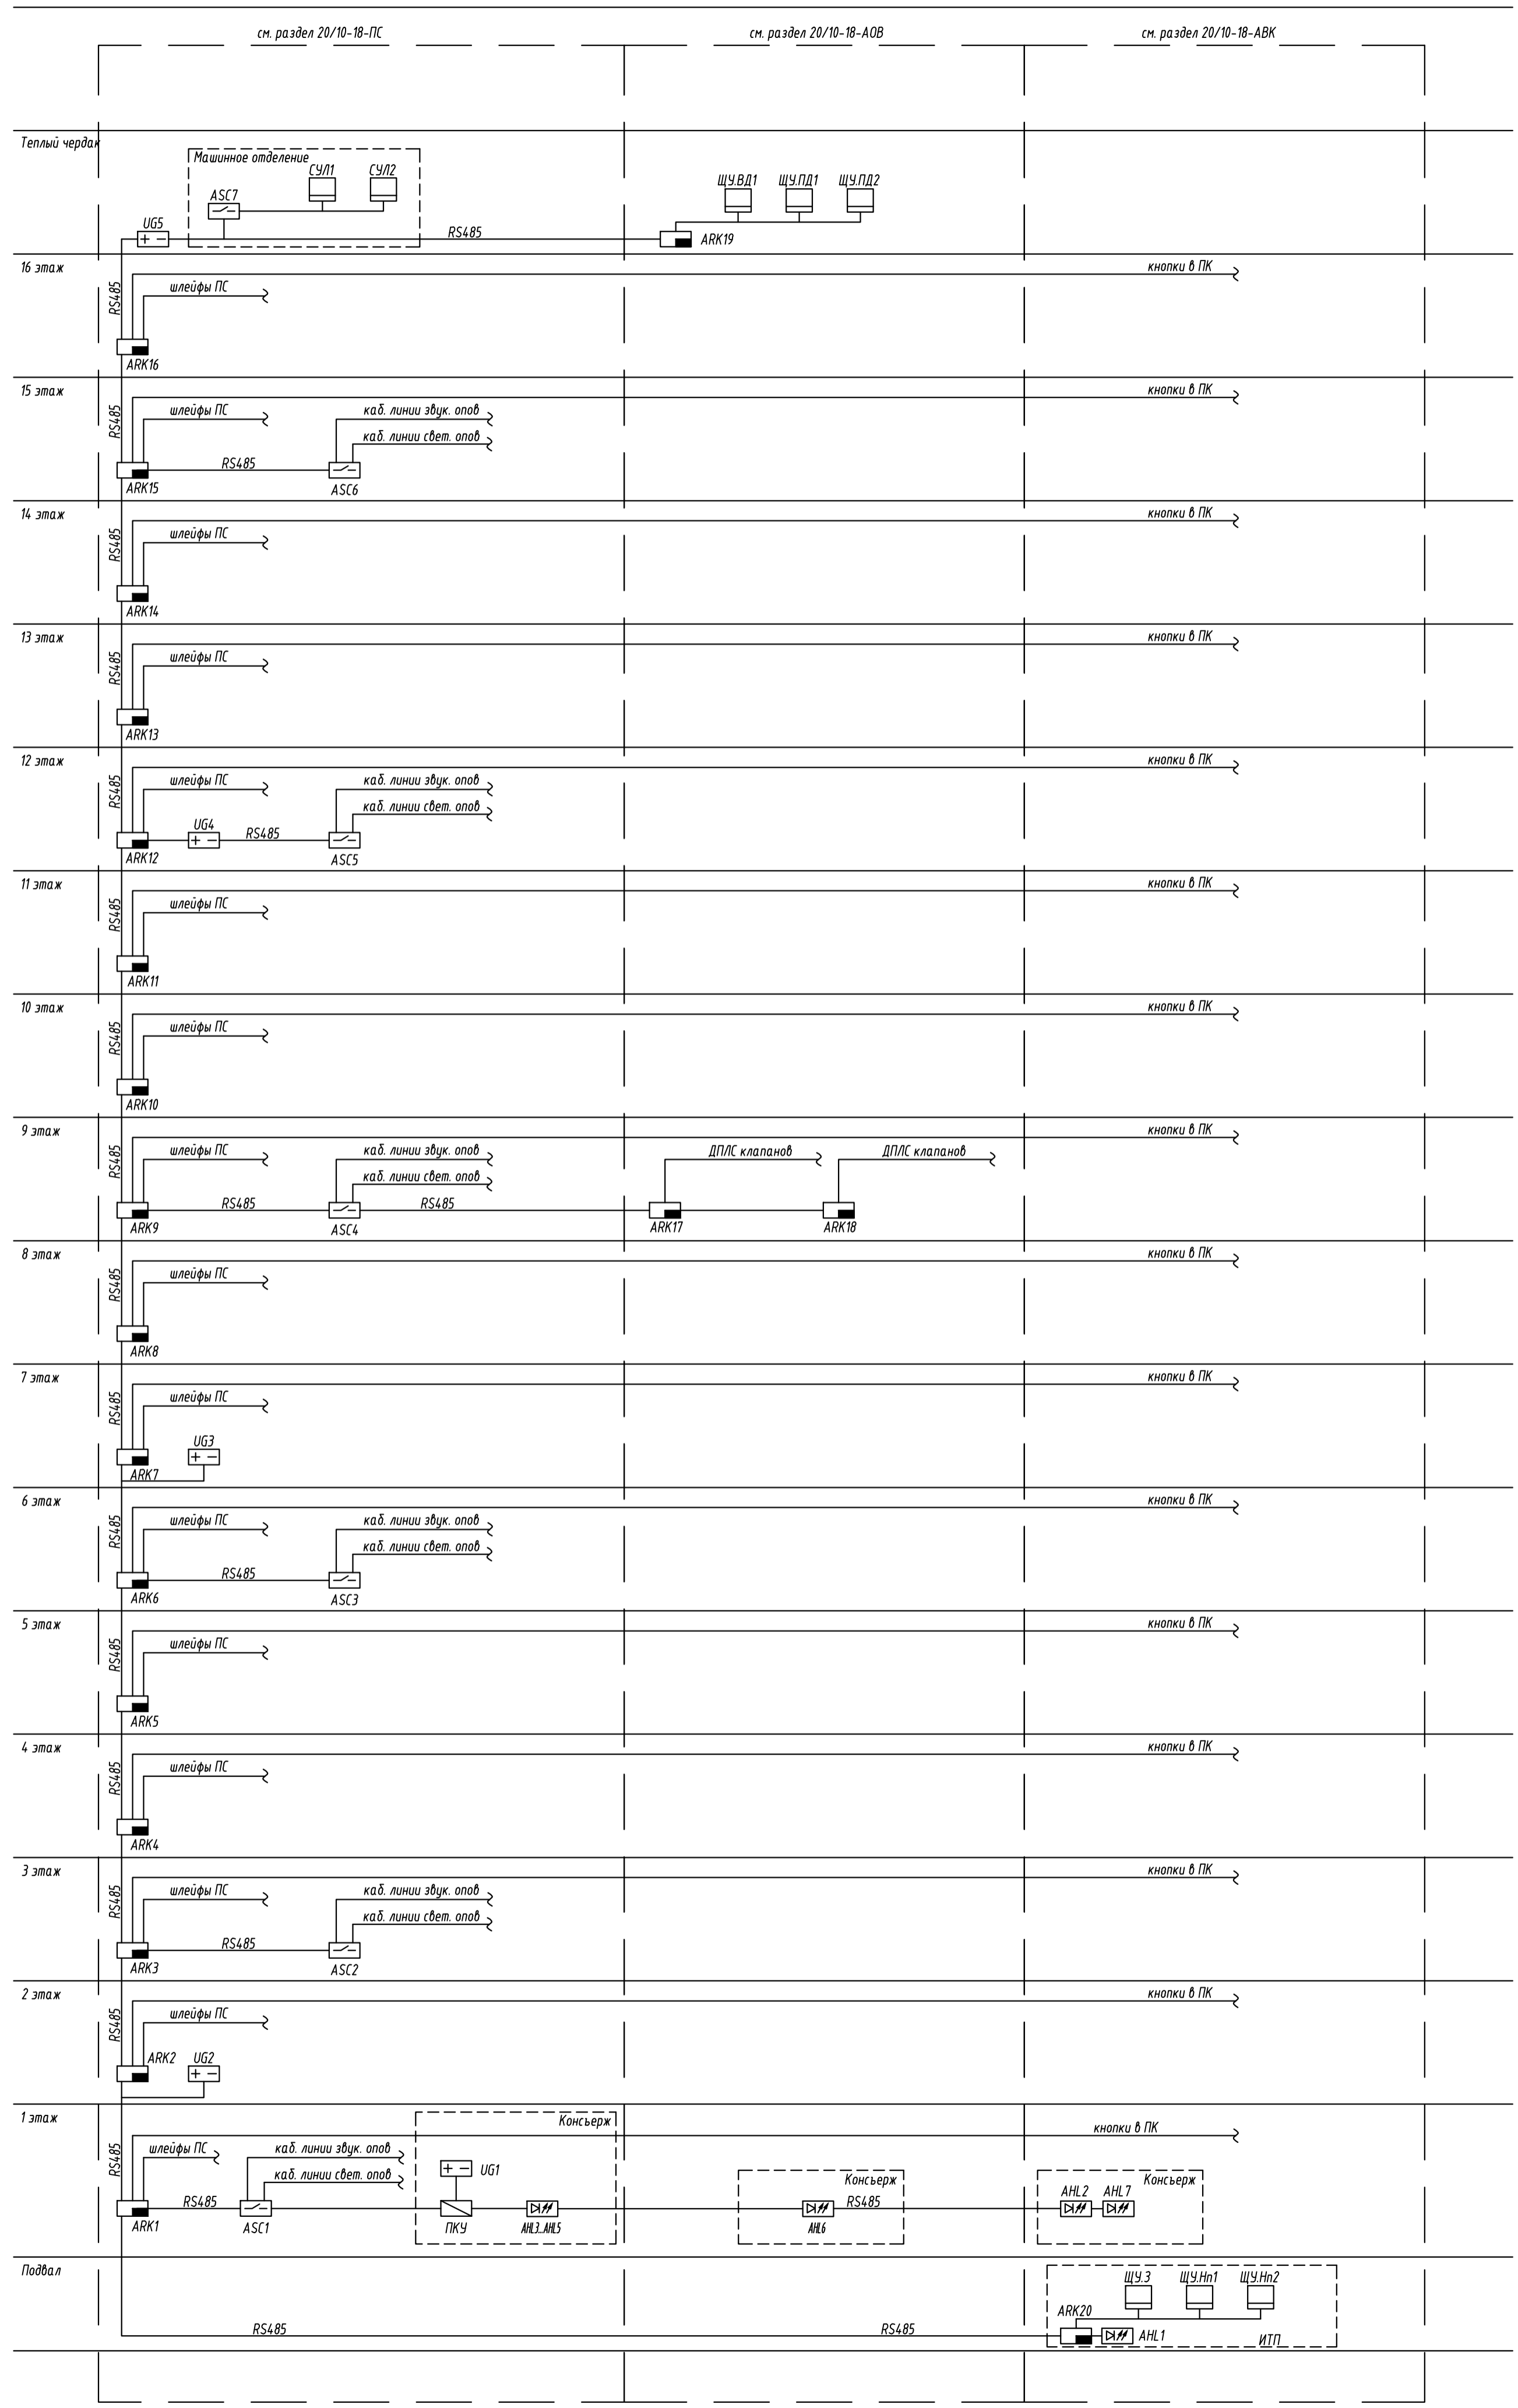 см. раздел 20/10-18-ПС
см. раздел 20/10-18-АОВ
см. раздел 20/10-18-АВК
Теплый чердак
Машинное отделение
СУЛ1
СУЛ2
ASC7
UG5
RS485
ЩУ.ВД1
ЩУ.ПД1
ЩУ.ПД2
ARK19
16 этаж
RS485
шлейфы ПС
кнопки в ПК
ARK16
15 этаж
RS485
шлейфы ПС
каб. линии звук. опов
каб. линии свет. опов
кнопки в ПК
RS485
ARK15
ASC6
14 этаж
RS485
шлейфы ПС
кнопки в ПК
ARK14
13 этаж
RS485
шлейфы ПС
кнопки в ПК
ARK13
12 этаж
RS485
шлейфы ПС
каб. линии звук. опов
каб. линии свет. опов
кнопки в ПК
UG4
RS485
ARK12
ASC5
11 этаж
RS485
шлейфы ПС
кнопки в ПК
ARK11
10 этаж
RS485
шлейфы ПС
кнопки в ПК
ARK10
9 этаж
RS485
шлейфы ПС
каб. линии звук. опов
каб. линии свет. опов
ДПЛС клапанов
ДПЛС клапанов
кнопки в ПК
RS485
RS485
ARK9
ASC4
ARK17
ARK18
8 этаж
RS485
шлейфы ПС
кнопки в ПК
ARK8
7 этаж
RS485
шлейфы ПС
кнопки в ПК
UG3
ARK7
6 этаж
RS485
шлейфы ПС
каб. линии звук. опов
каб. линии свет. опов
кнопки в ПК
RS485
ARK6
ASC3
5 этаж
RS485
шлейфы ПС
кнопки в ПК
ARK5
4 этаж
RS485
шлейфы ПС
кнопки в ПК
ARK4
3 этаж
RS485
шлейфы ПС
каб. линии звук. опов
каб. линии свет. опов
кнопки в ПК
RS485
ARK3
ASC2
2 этаж
RS485
шлейфы ПС
кнопки в ПК
ARK2
UG2
1 этаж
RS485
шлейфы ПС
каб. линии звук. опов
каб. линии свет. опов
Консьерж
кнопки в ПК
UG1
RS485
ARK1
ASC1
ПКУ
AHL3...AHL5
Консьерж
RS485
AHL6
Консьерж
AHL2
AHL7
Подвал
RS485
RS485
ЩУ.З
ЩУ.Нп1
ЩУ.Нп2
ARK20
AHL1
ИТП